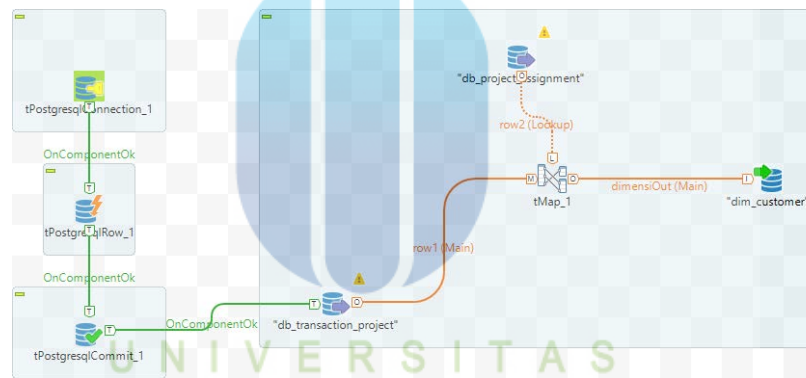 "db_project_assignment"
tPostgresqlConnection_1
row2 (Lookup)
OnComponentOk
tMap_1
dimensiOut (Main)
"dim_customer"
tPostgresqlRow_1
row1 (Main)
OnComponentOk
OnComponentOk
"db_transaction_project"
tPostgresqlCommit_1
UNIVERSITAS